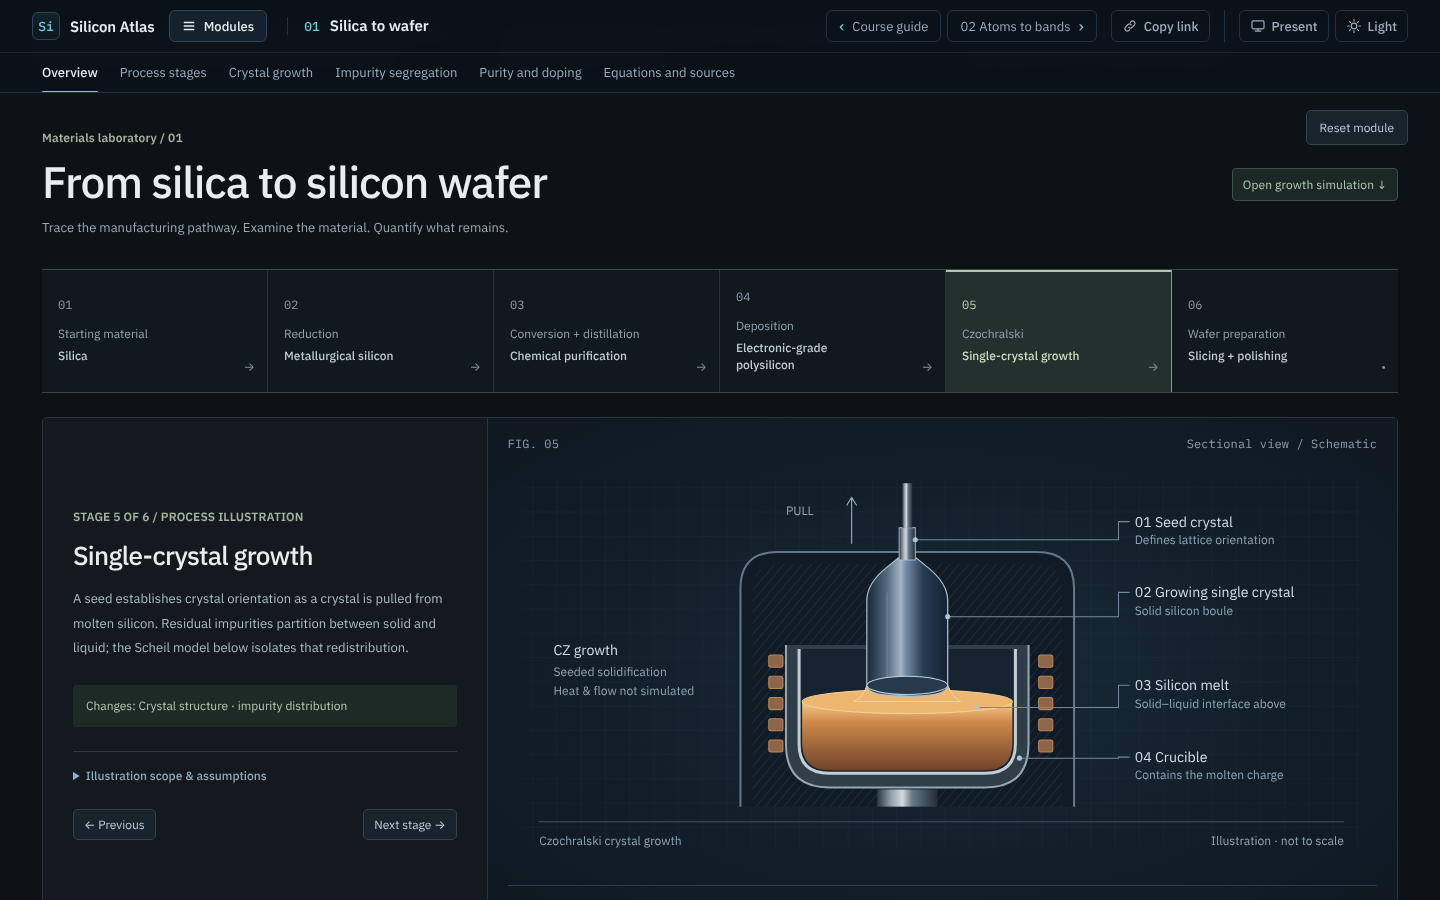 Si Silicon Atlas Modules 01 Silica to wafer ‹ Course guide 02 Atoms to bands › Copy link Present Light
Overview Process stages Crystal growth Impurity segregation Purity and doping Equations and sources
Reset module
Materials laboratory / 01
From silica to silicon wafer
Open growth simulation ↓
Trace the manufacturing pathway. Examine the material. Quantify what remains.
01
Starting material
Silica
→
02
Reduction
Metallurgical silicon
→
03
Conversion + distillation
Chemical purification
→
04
Deposition
Electronic-grade
polysilicon
→
05
Czochralski
Single-crystal growth
→
06
Wafer preparation
Slicing + polishing
STAGE 5 OF 6 / PROCESS ILLUSTRATION
Single-crystal growth
A seed establishes crystal orientation as a crystal is pulled from
molten silicon. Residual impurities partition between solid and
liquid; the Scheil model below isolates that redistribution.
Changes: Crystal structure · impurity distribution
Illustration scope & assumptions
← Previous Next stage →
FIG. 05 Sectional view / Schematic
PULL
01 Seed crystal
Defines lattice orientation
02 Growing single crystal
Solid silicon boule
CZ growth
Seeded solidification
Heat & flow not simulated
03 Silicon melt
Solid–liquid interface above
04 Crucible
Contains the molten charge
Czochralski crystal growth Illustration · not to scale